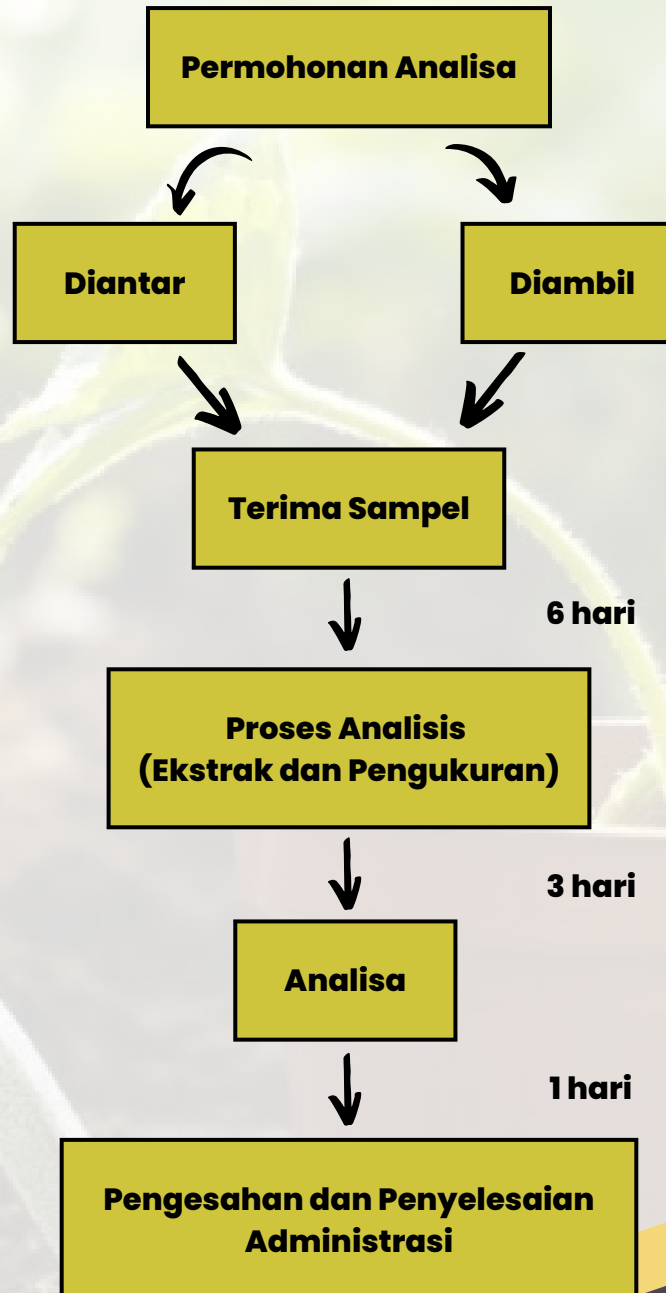 Permohonan Analisa
Diantar
Diambil
Terima Sampel
6 hari
Proses Analisis
(Ekstrak dan Pengukuran)
3 hari
Analisa
1 hari
Pengesahan dan Penyelesaian
Administrasi